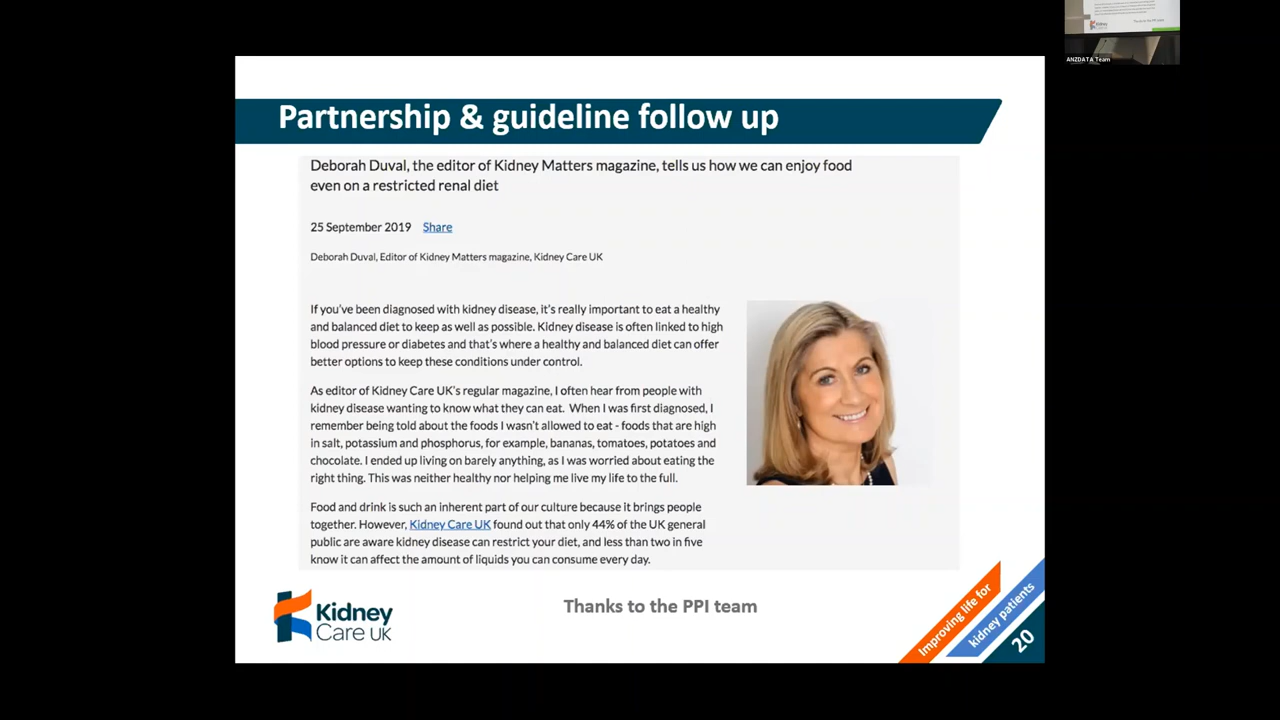 Partnership & guideline follow up
Deborah Duval, the editor of Kidney Matters magazine, tells us how we can enjoy food
even on a restricted renal diet
25 September 2019 Share
Deborah Duval, Editor of Kidney Matters magazine, Kidney Care UK
If you've been diagnosed with kidney disease, it's really important to eat a healthy
and balanced diet to keep as well as possible. Kidney disease is often linked to high
blood pressure or diabetes and that's where a healthy and balanced diet can offer
better options to keep these conditions under control.
As editor of Kidney Care UK's regular magazine, I often hear from people with
kidney disease wanting to know what they can eat. When I was first diagnosed, I
remember being told about the foods I wasn't allowed to eat - foods that are high
in salt, potassium and phosphorus, for example, bananas, tomatoes, potatoes and
chocolate. I ended up living on barely anything, as I was worried about eating the
right thing. This was neither healthy nor helping me live my life to the full.
Food and drink is such an inherent part of our culture because it brings people
together. However, Kidney Care UK found out that only 44% of the UK general
public are aware kidney disease can restrict your diet, and less than two in five
know it can affect the amount of liquids you can consume every day.
Kidney
Care UK
Thanks to the PPI team
Improving life for
kidney patients
20
ANZDATA Team